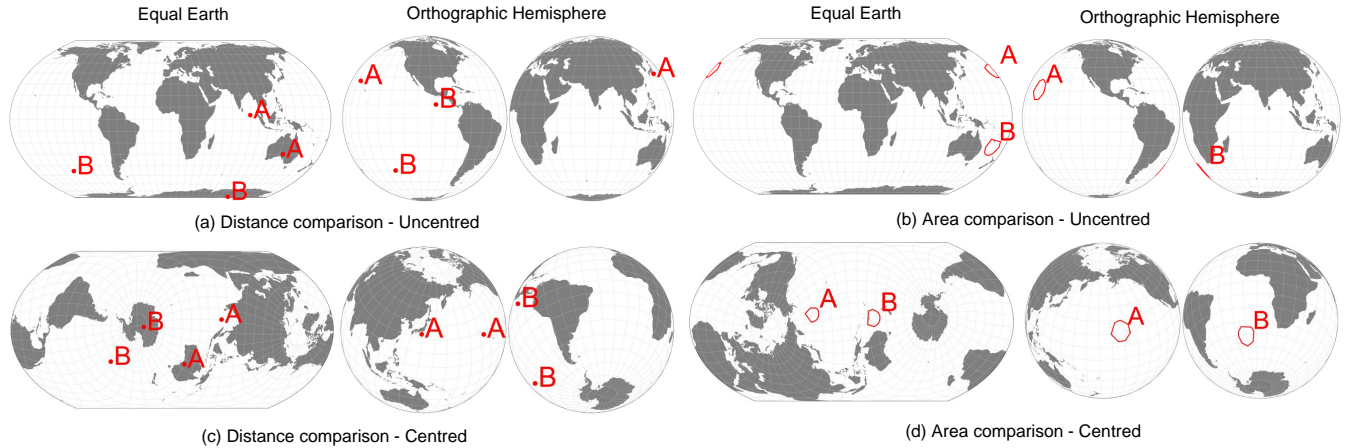 Equal Earth
Orthographic Hemisphere
Equal Earth
Orthographic Hemisphere
A
A
B
A
B
B
A
B
A
A
B
B
(a) Distance comparison - Uncentred
(b) Area comparison - Uncentred
B
A
B
A
B
A
A
B
A
B
A
B
(c) Distance comparison - Centred
(d) Area comparison - Centred